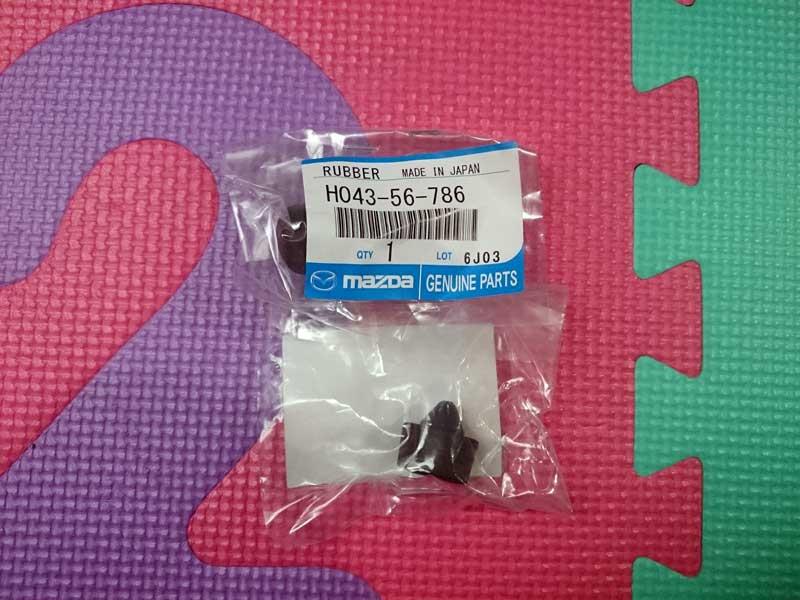 RUBBER MADE IN JAPAN
H043-56-786
QTY 1 LOT 6J03
mazda GENUINE PARTS